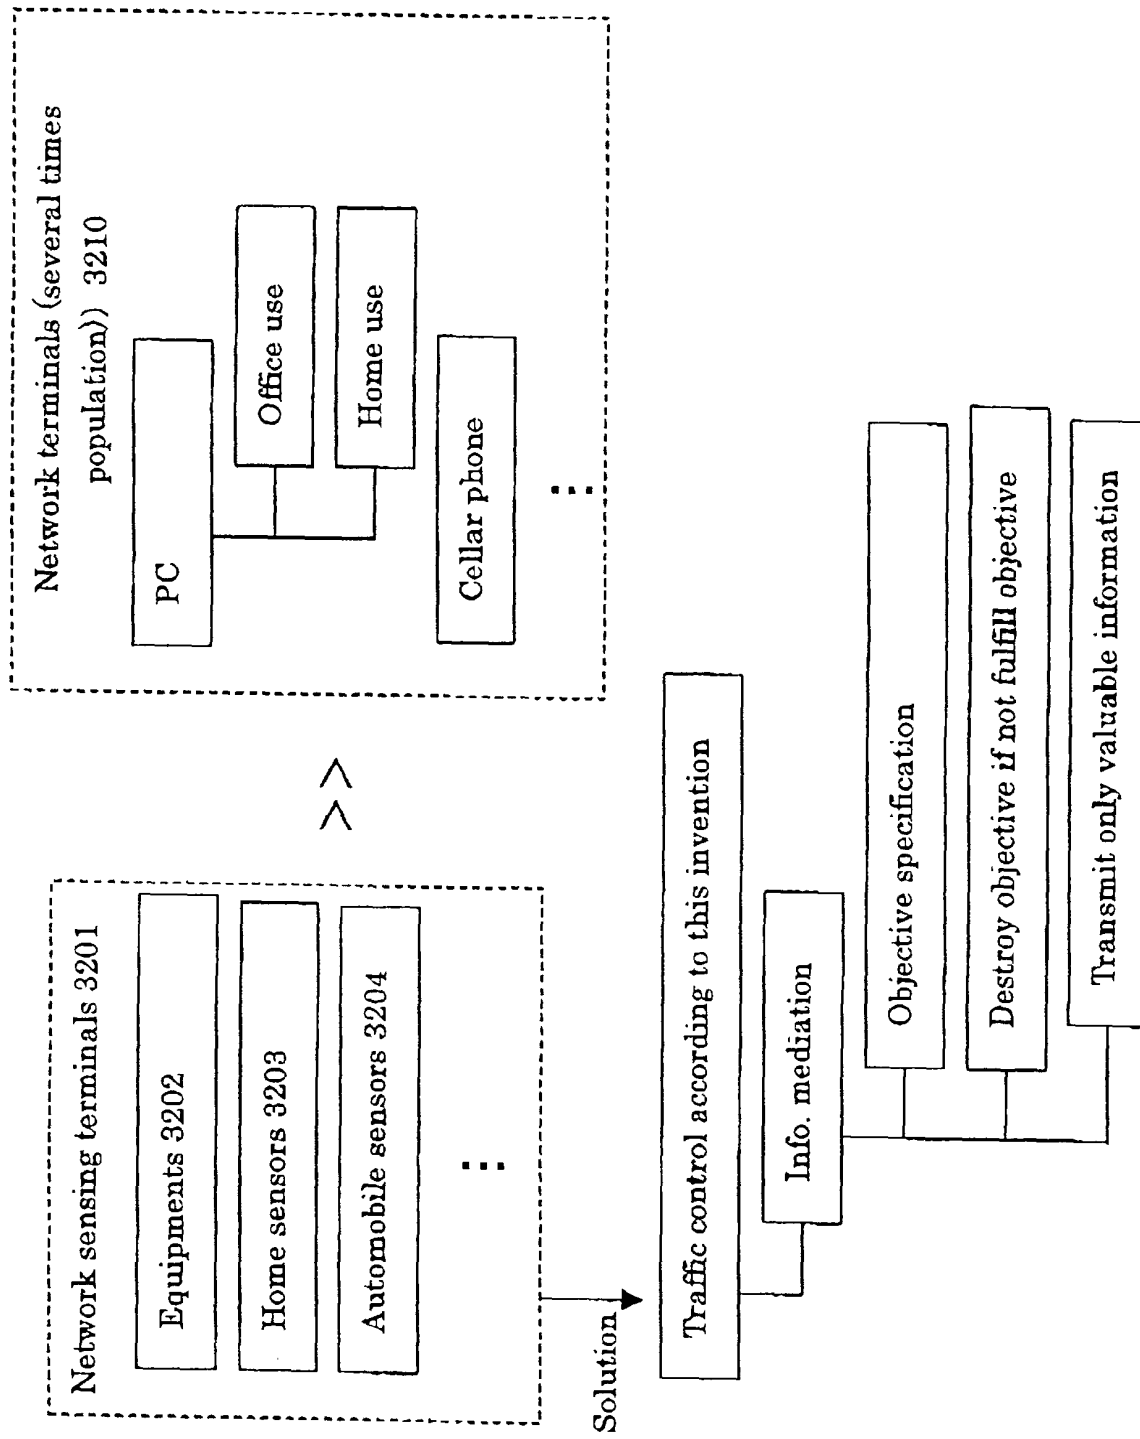 Network sensing terminals 3201
Equipments 3202
Home sensors 3203
Automobile sensors 3204
...
>>
Network terminals (several times
population)) 3210
PC
Office use
Home use
Cellar phone
...
Solution
Traffic control according to this invention
Info. mediation
Objective specification
Destroy objective if not fulfill objective
Transmit only valuable information